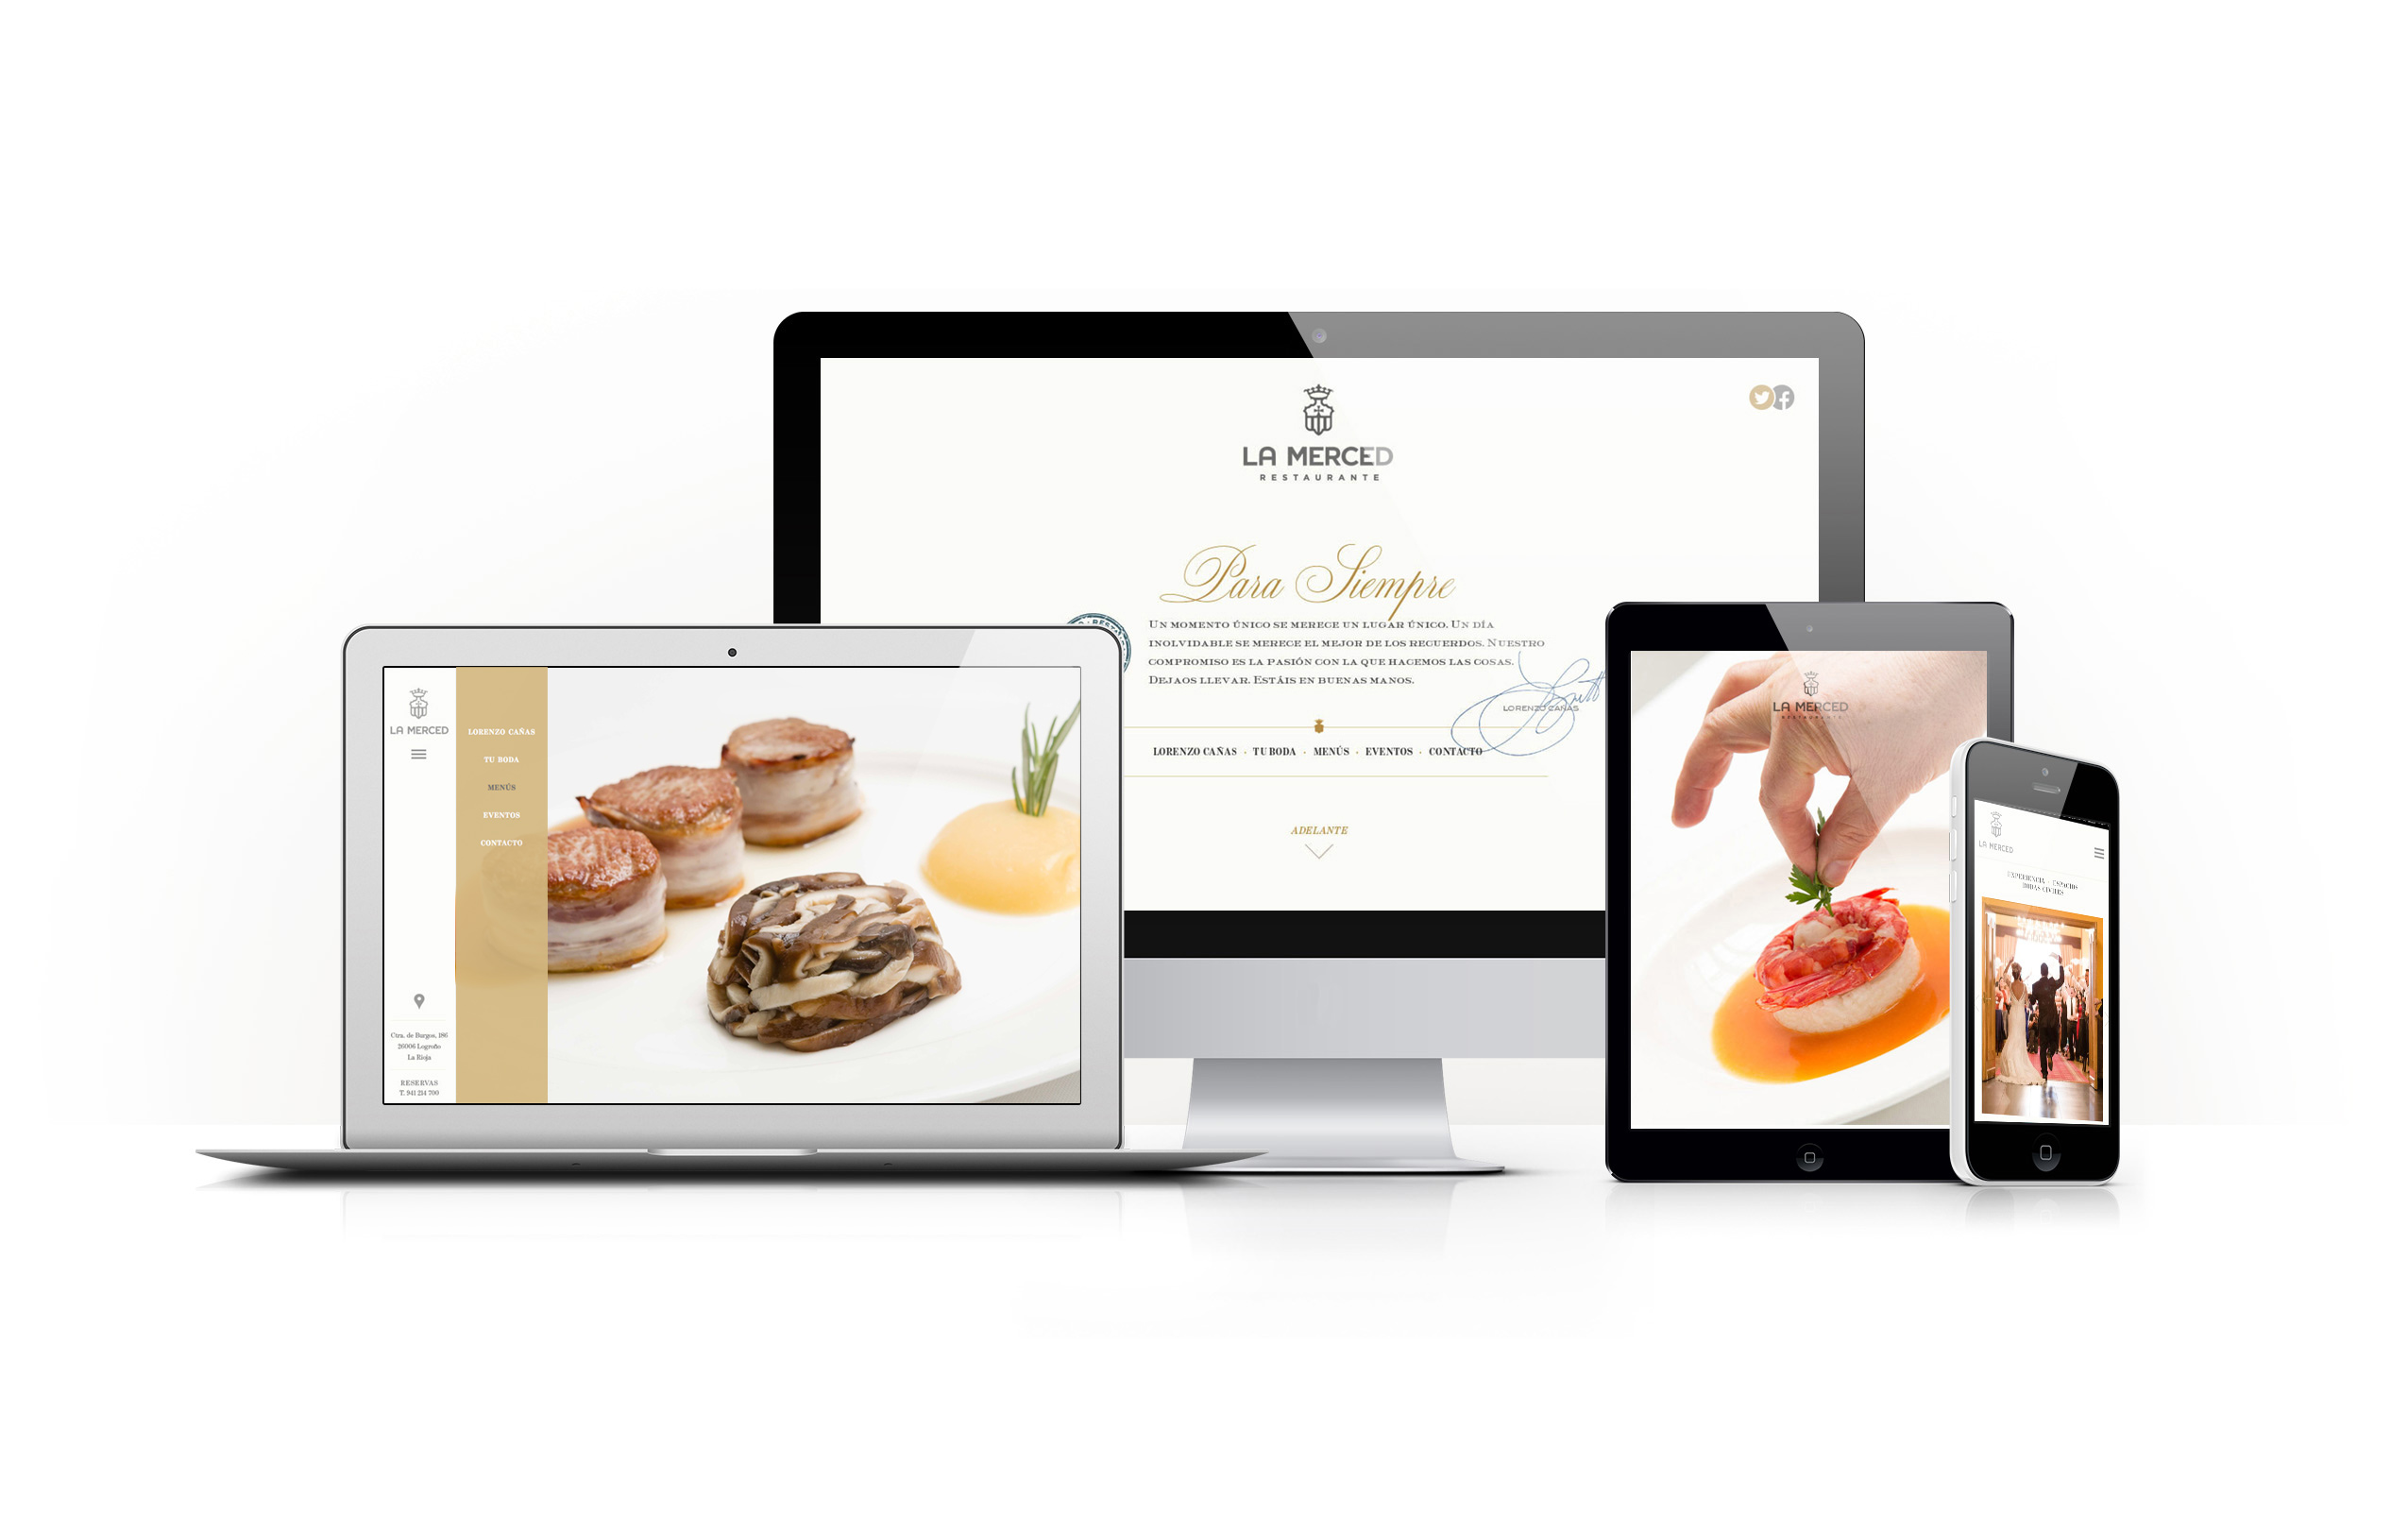 LA MERCED
RESTAURANTE
Para Siempre
UN MOMENTO ÚNICO SE MERECE UN LUGAR ÚNICO. UN DÍA
INOLVIDABLE SE MERECE EL MEJOR DE LOS RECUERDOS. NUESTRO
COMPROMISO ES LA PASIÓN CON LA QUE HACEMOS LAS COSAS.
DEJAOS LLEVAR. ESTÁIS EN BUENAS MANOS.
LORENZO CAÑAS
LORENZO CAÑAS · TU BODA · MENÚS · EVENTOS · CONTACTO
ADELANTE
LA MERCED
LORENZO CAÑAS
TU BODA
MENÚS
EVENTOS
CONTACTO
Ctra. de Burgos, 186
26006 Logroño
La Rioja
RESERVAS
T. 941 214 700
LA MERCED
RESTAURANTE
LA MERCED
EXPERIENCIA · ESPACIOS
BODAS CIVILES